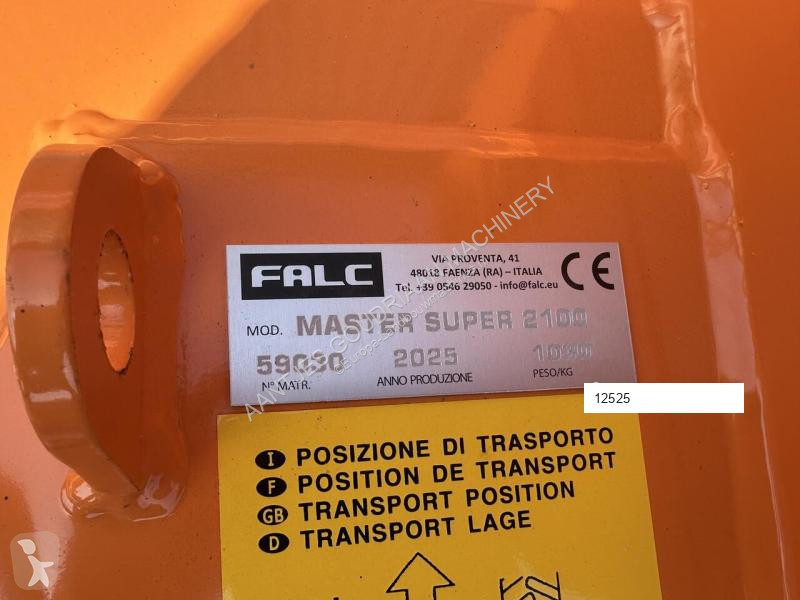 FALC
VIA PROVENTA, 41
48018 FAENZA (RA) – ITALIA
Tel. +39 0546 29050 - info@falc.eu
CE
MOD. MASTER SUPER 2100
59030 2025
N° MATR. ANNO PRODUZIONE PESO/KG
12525
I POSIZIONE DI TRASPORTO
F POSITION DE TRANSPORT
GB TRANSPORT POSITION
D TRANSPORT LAGE
MACHINERY